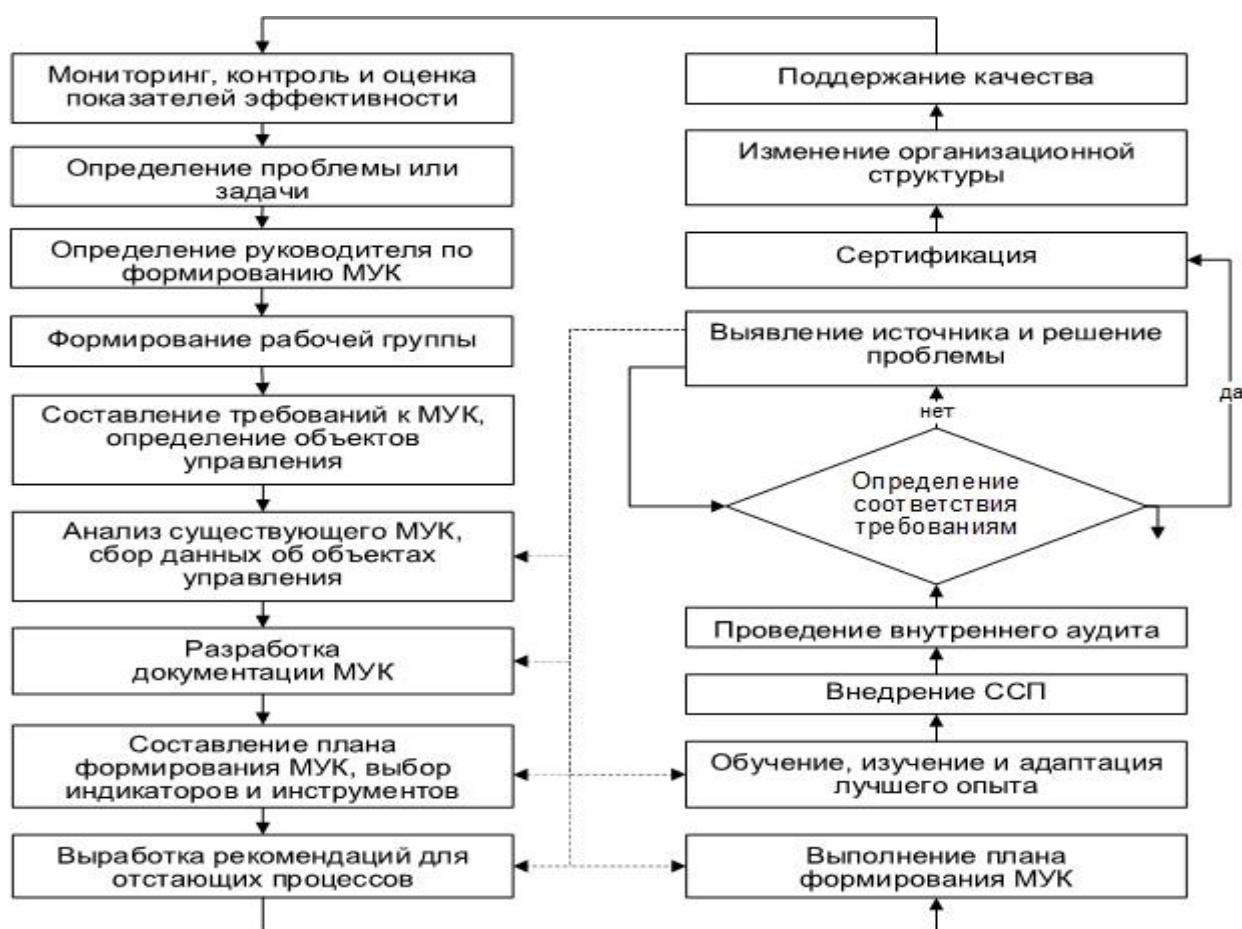 Мониторинг, контроль и оценка
показателей эффективности
Определение проблемы или
задачи
Определение руководителя по
формированию МУК
Формирование рабочей группы
Составление требований к МУК,
определение объектов
управления
Анализ существующего МУК,
сбор данных об объектах
управления
Разработка
документации МУК
Составление плана
формирования МУК, выбор
индикаторов и инструментов
Выработка рекомендаций для
отстающих процессов
Поддержание качества
Изменение организационной
структуры
Сертификация
Выявление источника и решение
проблемы
да
нет
Определение
соответствия
требованиям
Проведение внутреннего аудита
Внедрение ССП
Обучение, изучение и адаптация
лучшего опыта
Выполнение плана
формирования МУК